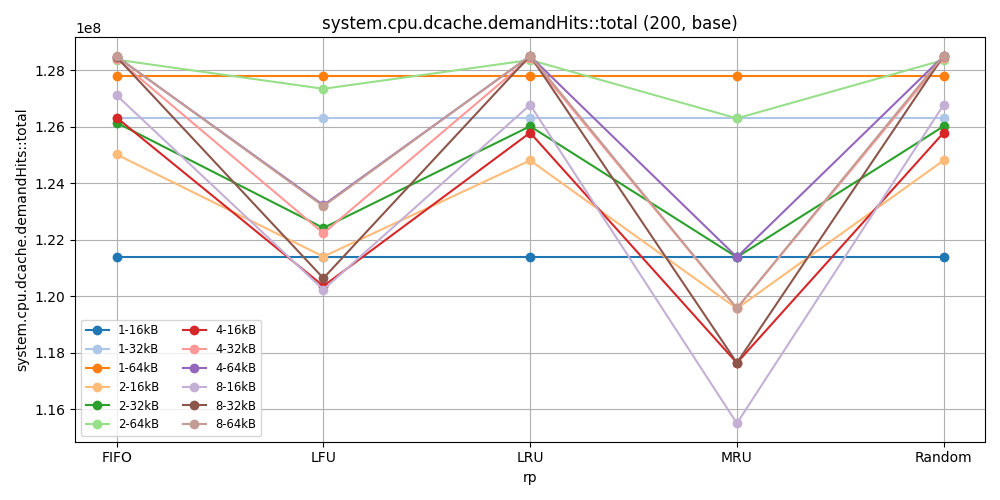 system.cpu.dcache.demandHits::total (200, base)
1e8
1.28
1.26
1.24
1.22
1.20
1.18
1.16
system.cpu.dcache.demandHits::total
1-16kB
1-32kB
1-64kB
2-16kB
2-32kB
2-64kB
4-16kB
4-32kB
4-64kB
8-16kB
8-32kB
8-64kB
FIFO
LFU
LRU
MRU
Random
rp